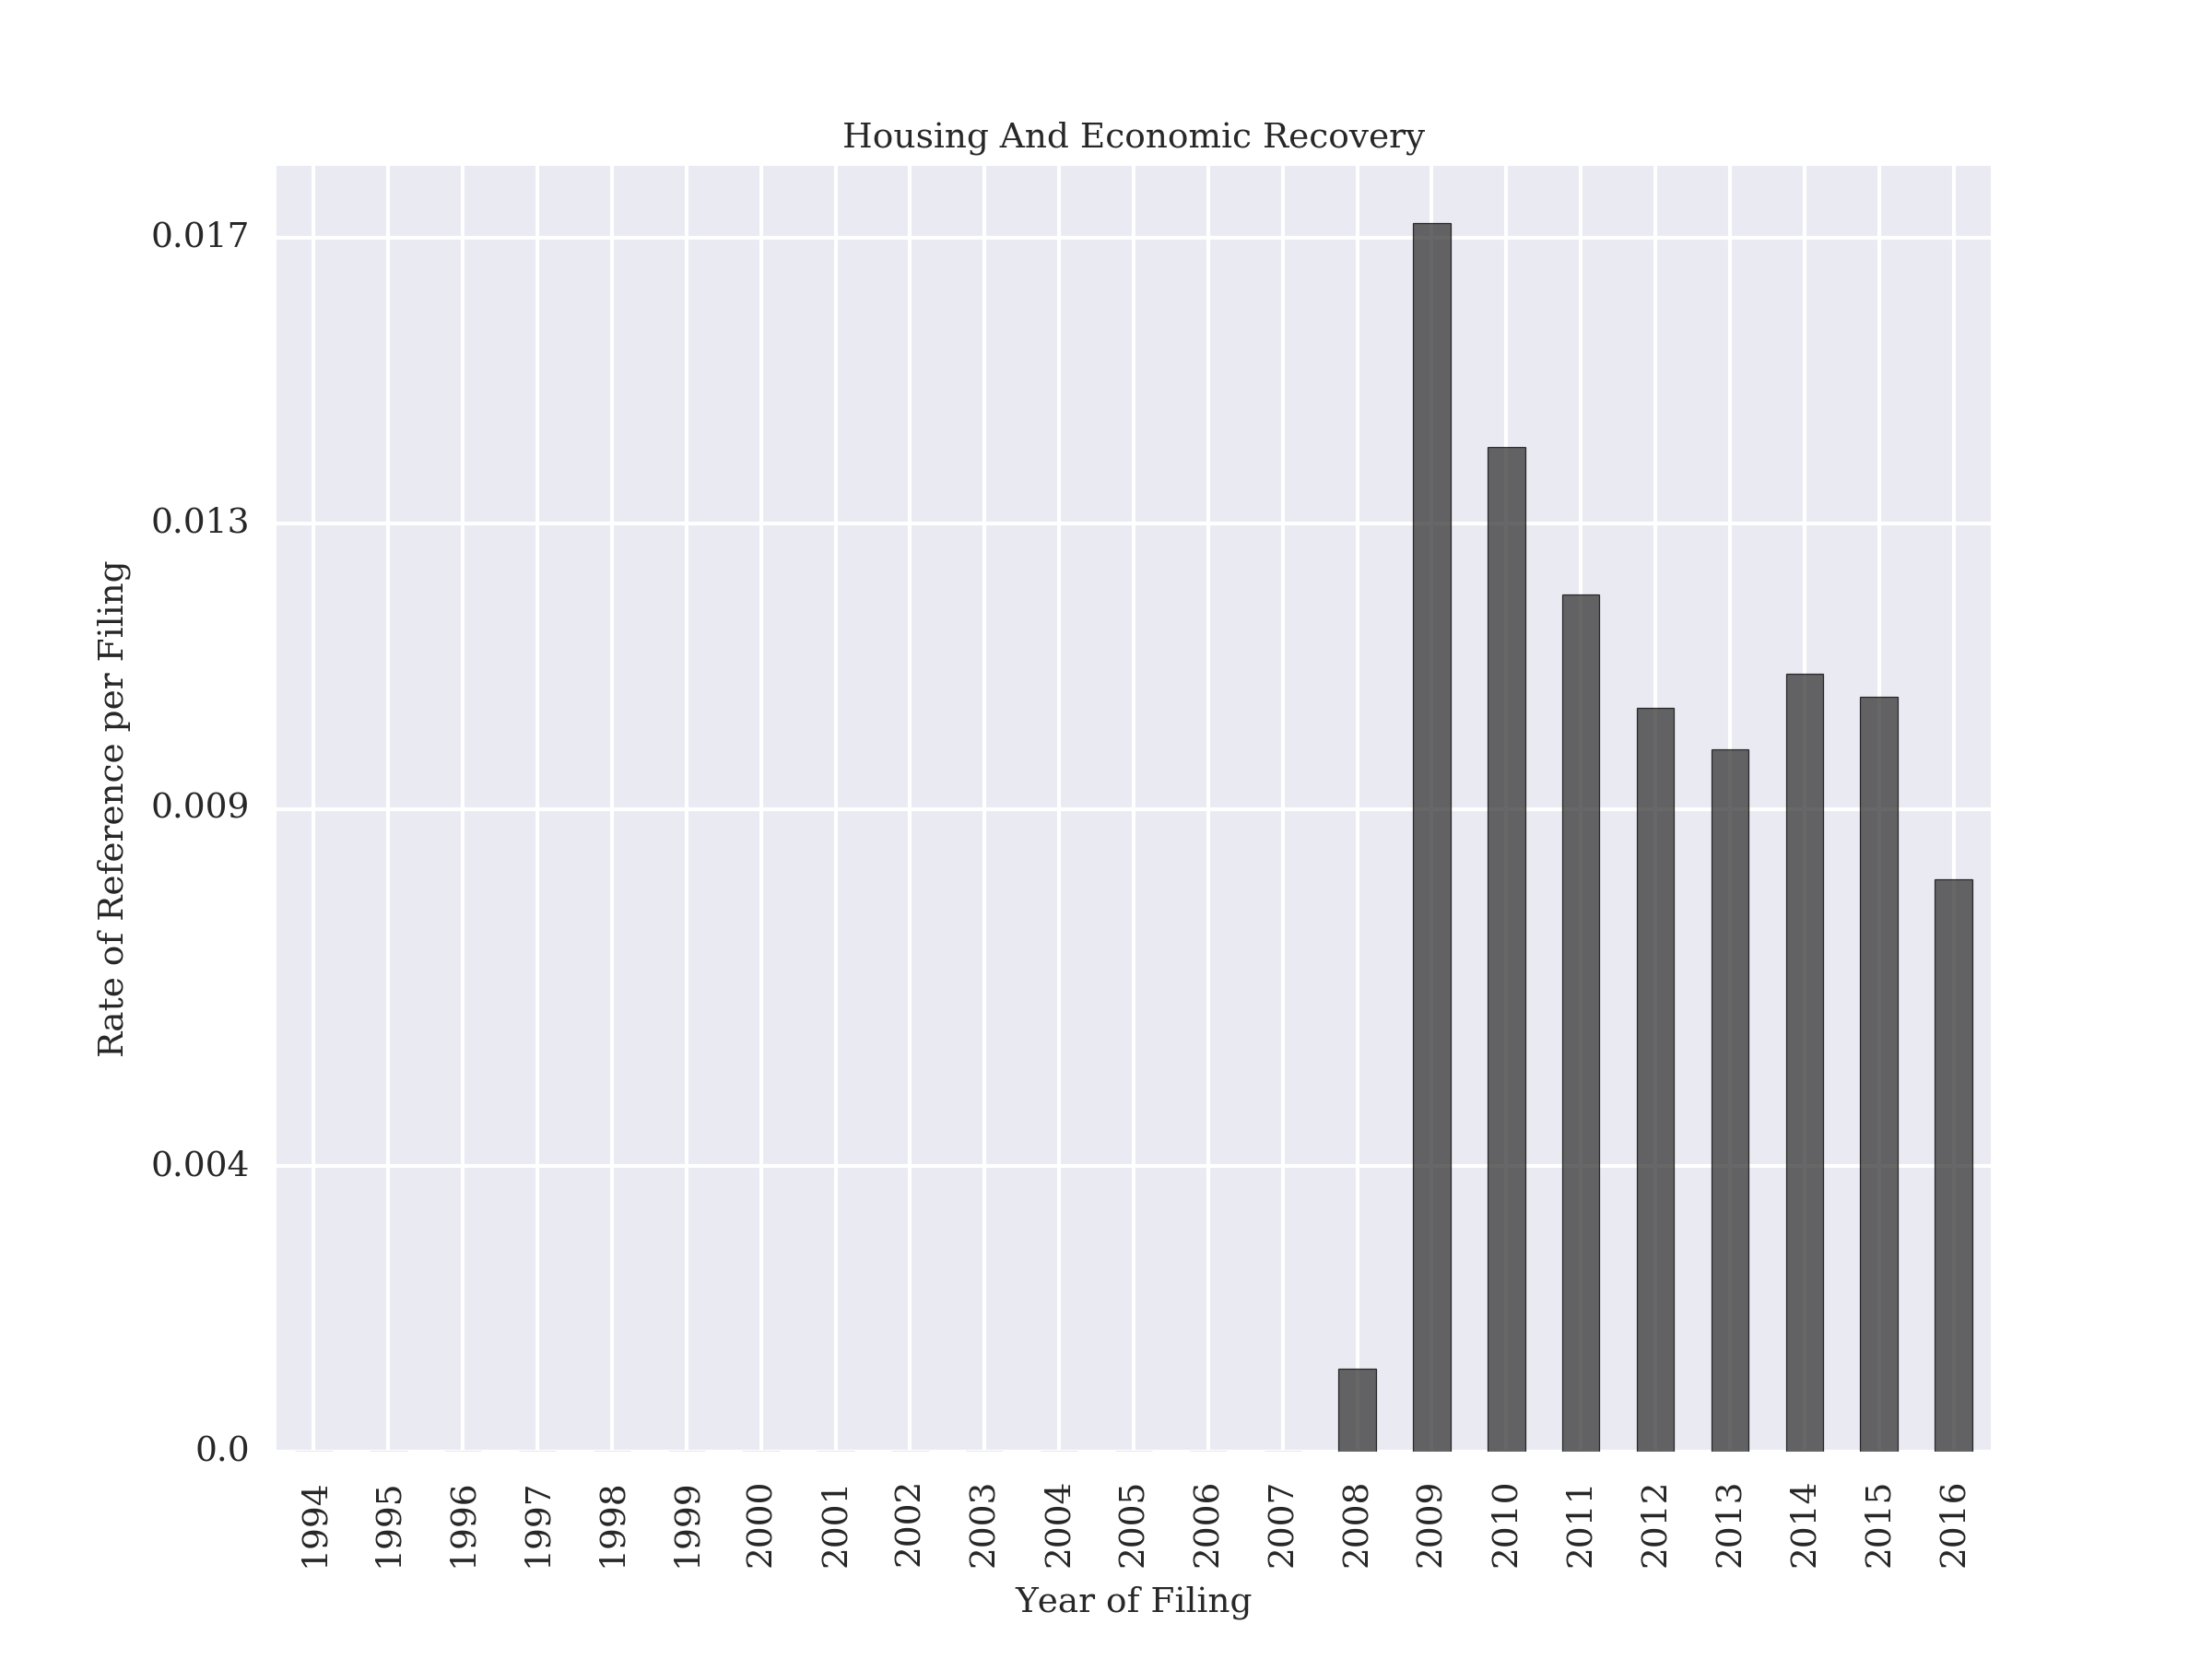 Housing And Economic Recovery
Rate of Reference per Filing
0.017
0.013
0.009
0.004
0.0
1994 1995 1996 1997 1998 1999 2000 2001 2002 2003 2004 2005 2006 2007 2008 2009 2010 2011 2012 2013 2014 2015 2016
Year of Filing